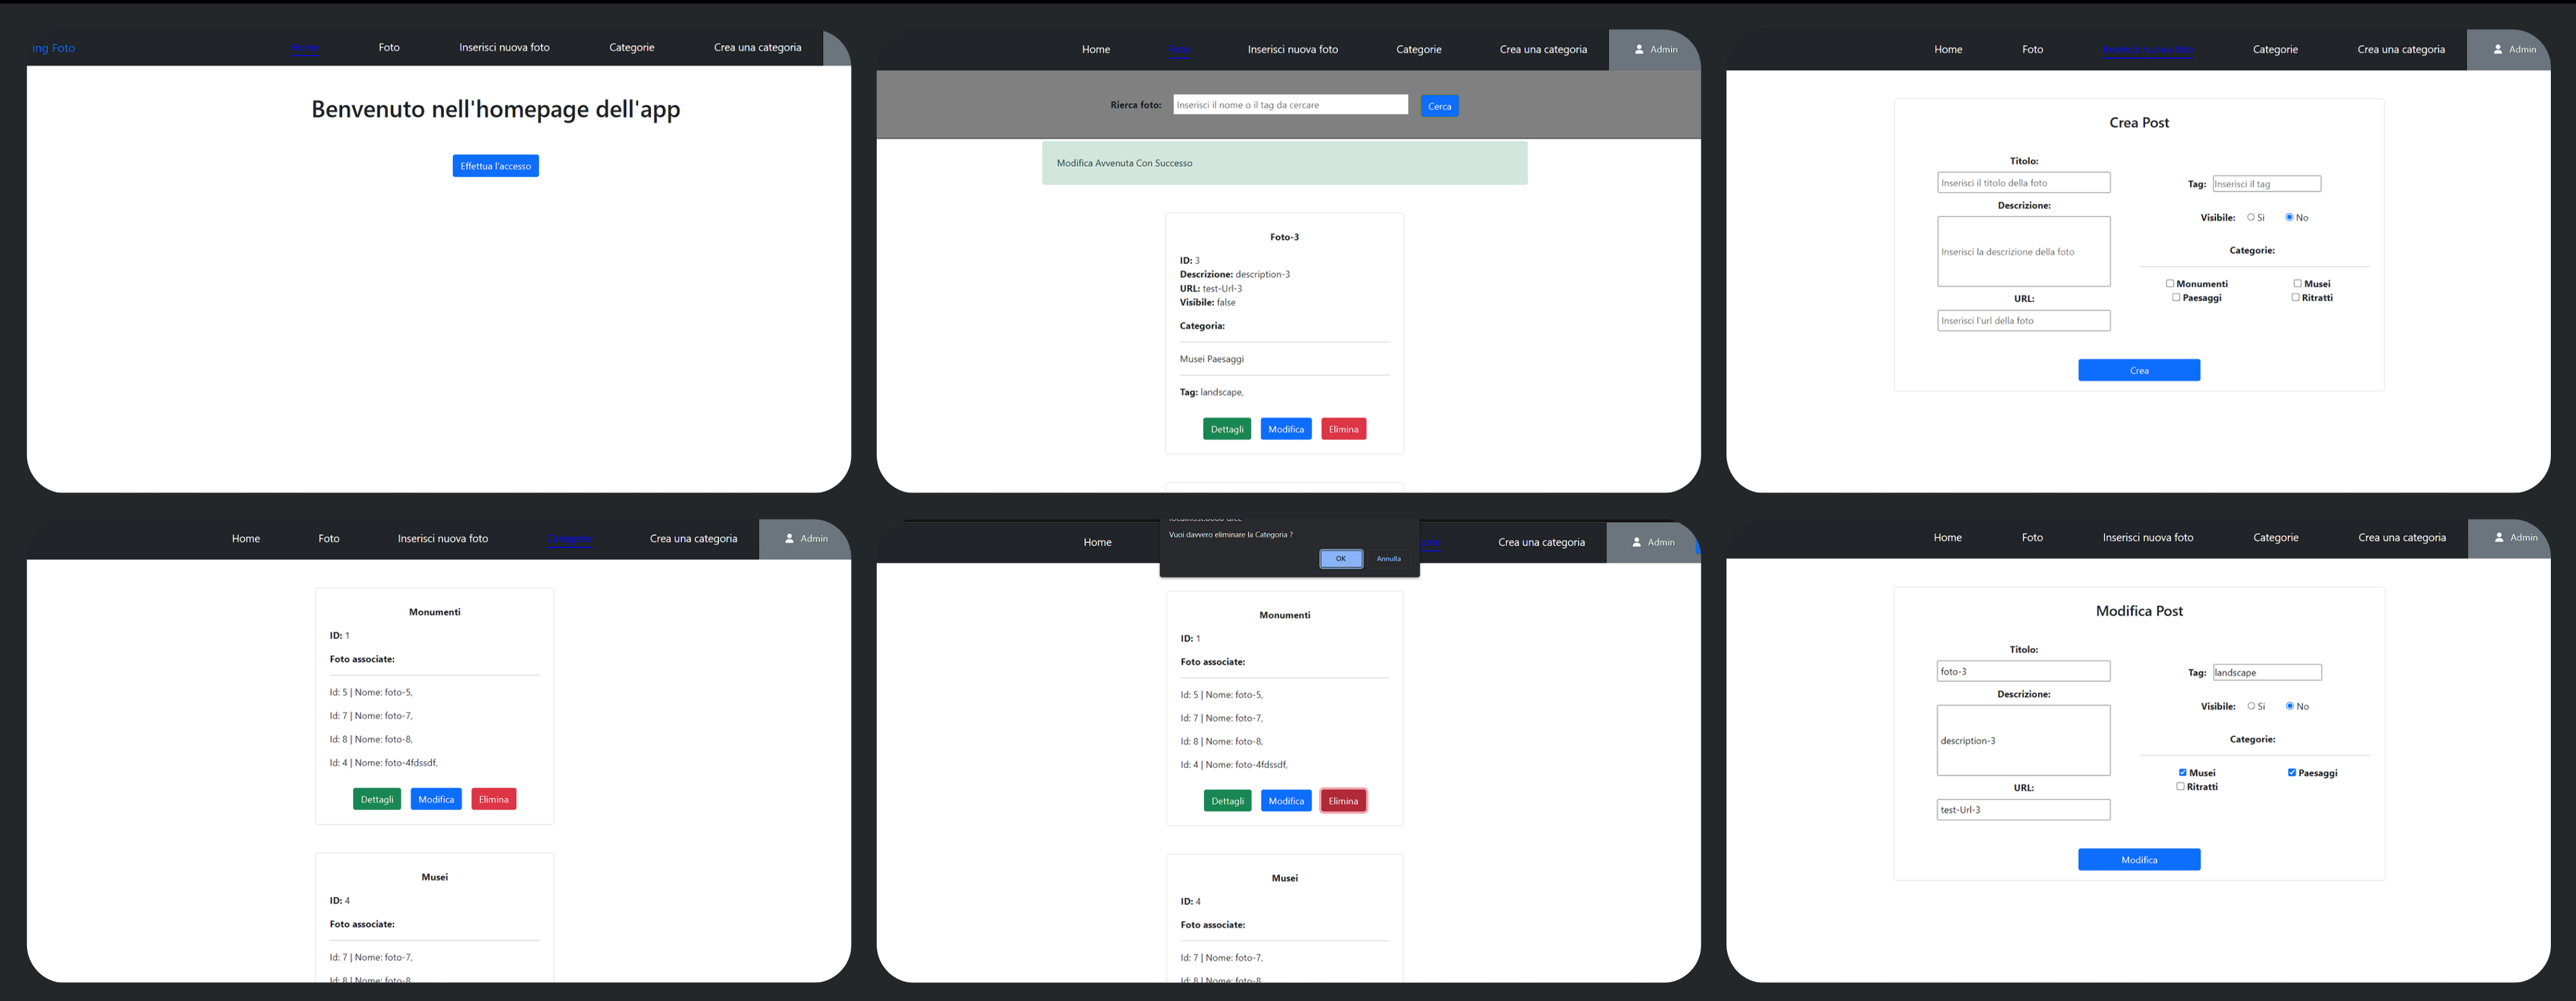 ing Foto
Home Foto Inserisci nuova foto Categorie Crea una categoria
Benvenuto nell'homepage dell'app
Effettua l'accesso
Home Foto Inserisci nuova foto Categorie Crea una categoria Admin
Rierca foto: Inserisci il nome o il tag da cercare Cerca
Modifica Avvenuta Con Successo
Foto-3
ID: 3
Descrizione: description-3
URL: test-Url-3
Visibile: false
Categoria:
Musei Paesaggi
Tag: landscape,
Dettagli Modifica Elimina
Home Foto Inserisci nuova foto Categorie Crea una categoria Admin
Crea Post
Titolo:
Inserisci il titolo della foto
Descrizione:
Inserisci la descrizione della foto
URL:
Inserisci l'url della foto
Tag: Inserisci il tag
Visibile: Si No
Categorie:
Monumenti Musei
Paesaggi Ritratti
Crea
Home Foto Inserisci nuova foto Categorie Crea una categoria Admin
Monumenti
ID: 1
Foto associate:
Id: 5 | Nome: foto-5,
Id: 7 | Nome: foto-7,
Id: 8 | Nome: foto-8,
Id: 4 | Nome: foto-4fdssdf,
Dettagli Modifica Elimina
Musei
ID: 4
Foto associate:
Id: 7 | Nome: foto-7,
Id: 8 | Nome: foto-8
Home Crea una categoria Admin
Vuoi davvero eliminare la Categoria ?
OK Annulla
Monumenti
ID: 1
Foto associate:
Id: 5 | Nome: foto-5,
Id: 7 | Nome: foto-7,
Id: 8 | Nome: foto-8,
Id: 4 | Nome: foto-4fdssdf,
Dettagli Modifica Elimina
Musei
ID: 4
Foto associate:
Id: 7 | Nome: foto-7,
Id: 8 | Nome: foto-8
Home Foto Inserisci nuova foto Categorie Crea una categoria Admin
Modifica Post
Titolo:
foto-3
Descrizione:
description-3
URL:
test-Url-3
Tag: landscape
Visibile: Si No
Categorie:
Musei Paesaggi
Ritratti
Modifica